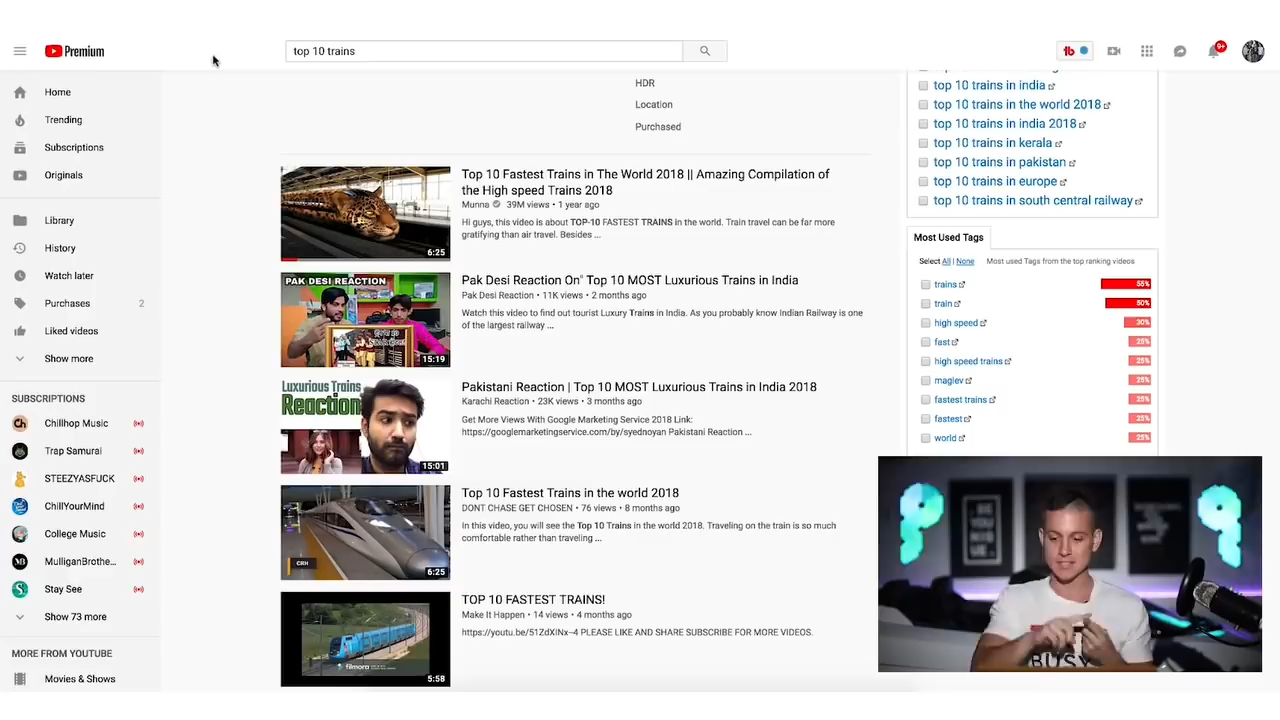 Premium
top 10 trains
tb
9+
Home
Trending
Subscriptions
Originals
Library
History
Watch later
Purchases 2
Liked videos
Show more
SUBSCRIPTIONS
Chillhop Music
Trap Samurai
STEEZYASFUCK
ChillYourMind
College Music
MulliganBrothe...
Stay See
Show 73 more
MORE FROM YOUTUBE
Movies & Shows
HDR
Location
Purchased
6:25
Top 10 Fastest Trains in The World 2018 || Amazing Compilation of
the High speed Trains 2018
Munna 39M views • 1 year ago
Hi guys, this video is about TOP-10 FASTEST TRAINS in the world. Train travel can be far more
gratifying than air travel. Besides ...
PAK DESI REACTION
15:19
Pak Desi Reaction On" Top 10 MOST Luxurious Trains in India
Pak Desi Reaction • 11K views • 2 months ago
Watch this video to find out tourist Luxury Trains in India. As you probably know Indian Railway is one
of the largest railway ...
Luxurious Trains
Reaction
15:01
Pakistani Reaction | Top 10 MOST Luxurious Trains in India 2018
Karachi Reaction • 23K views • 3 months ago
Get More Views With Google Marketing Service 2018 Link:
https://googlemarketingservice.com/by/syednoyan Pakistani Reaction ...
CRH
6:25
Top 10 Fastest Trains in the world 2018
DONT CHASE GET CHOSEN • 76 views • 8 months ago
In this video, you will see the Top 10 Trains in the world 2018. Traveling on the train is so much
comfortable rather than traveling ...
filmora
5:58
TOP 10 FASTEST TRAINS!
Make It Happen • 14 views • 4 months ago
https://youtu.be/51ZdXiNx-4 PLEASE LIKE AND SHARE SUBSCRIBE FOR MORE VIDEOS.
top 10 trains in india
top 10 trains in the world 2018
top 10 trains in india 2018
top 10 trains in kerala
top 10 trains in pakistan
top 10 trains in europe
top 10 trains in south central railway
Most Used Tags
Select All | None Most used Tags from the top ranking videos
trains 55%
train 50%
high speed 30%
fast 25%
high speed trains 25%
maglev 25%
fastest trains 25%
fastest 25%
world 25%
BUSY